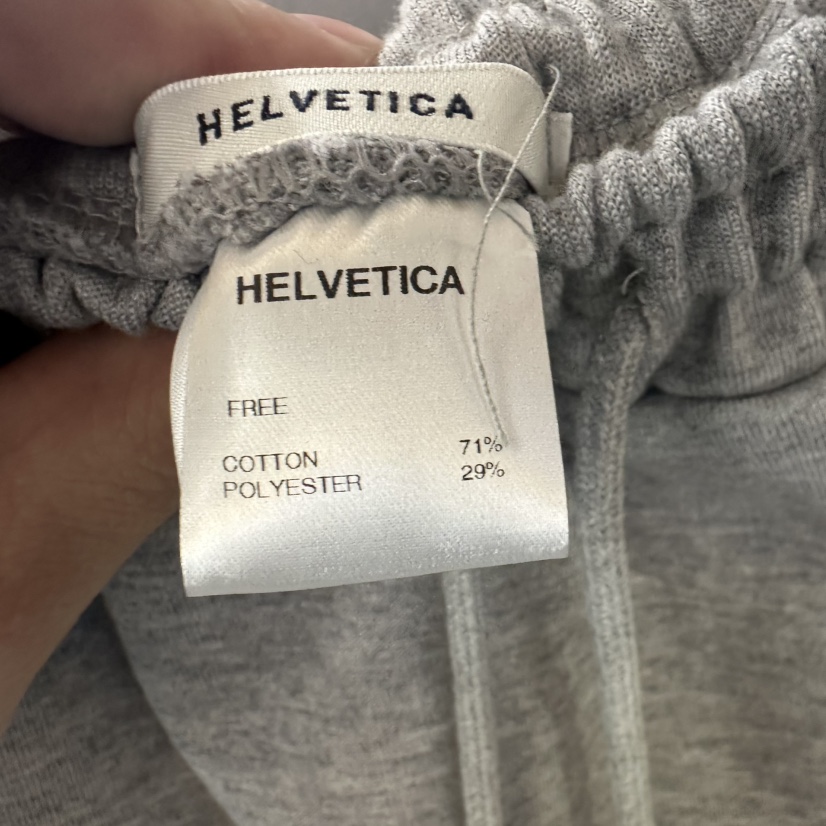 HELVETICA
HELVETICA
FREE
COTTON 71%
POLYESTER 29%